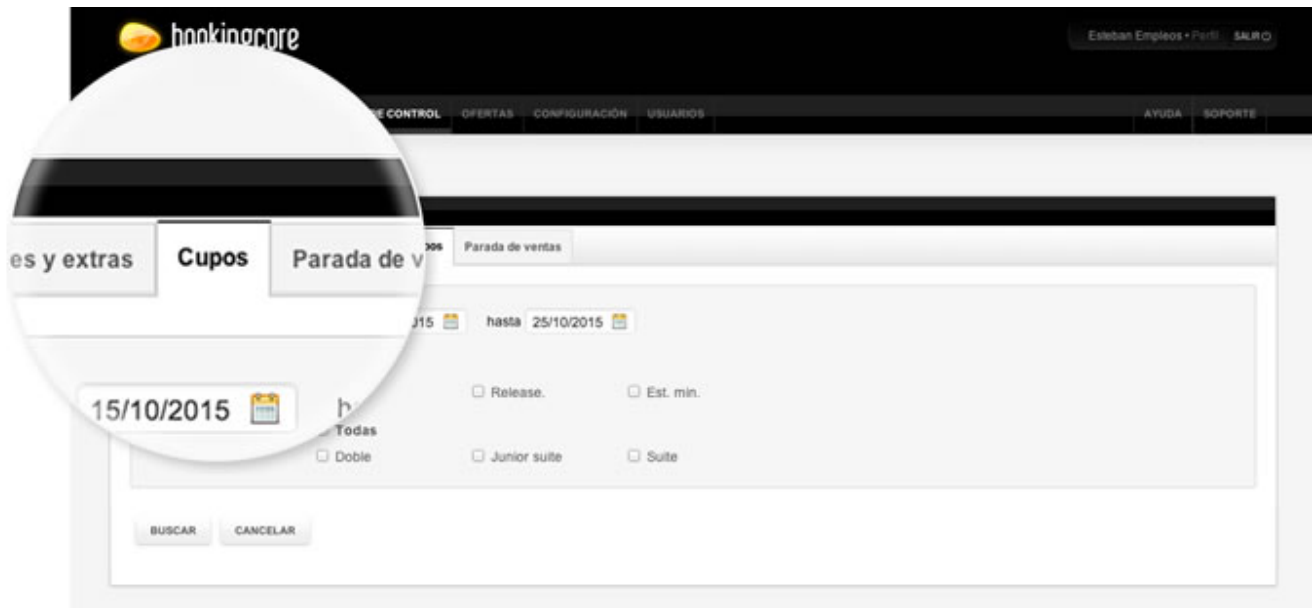 bookingcore
Esteban Empleos • Perfil SALIR
DE CONTROL OFERTAS CONFIGURACIÓN USUARIOS AYUDA SOPORTE
es y extras Cupos Parada de v
Parada de ventas
15/10/2015
hasta 25/10/2015
Release. Est. min.
Todas
Doble Junior suite Suite
BUSCAR CANCELAR